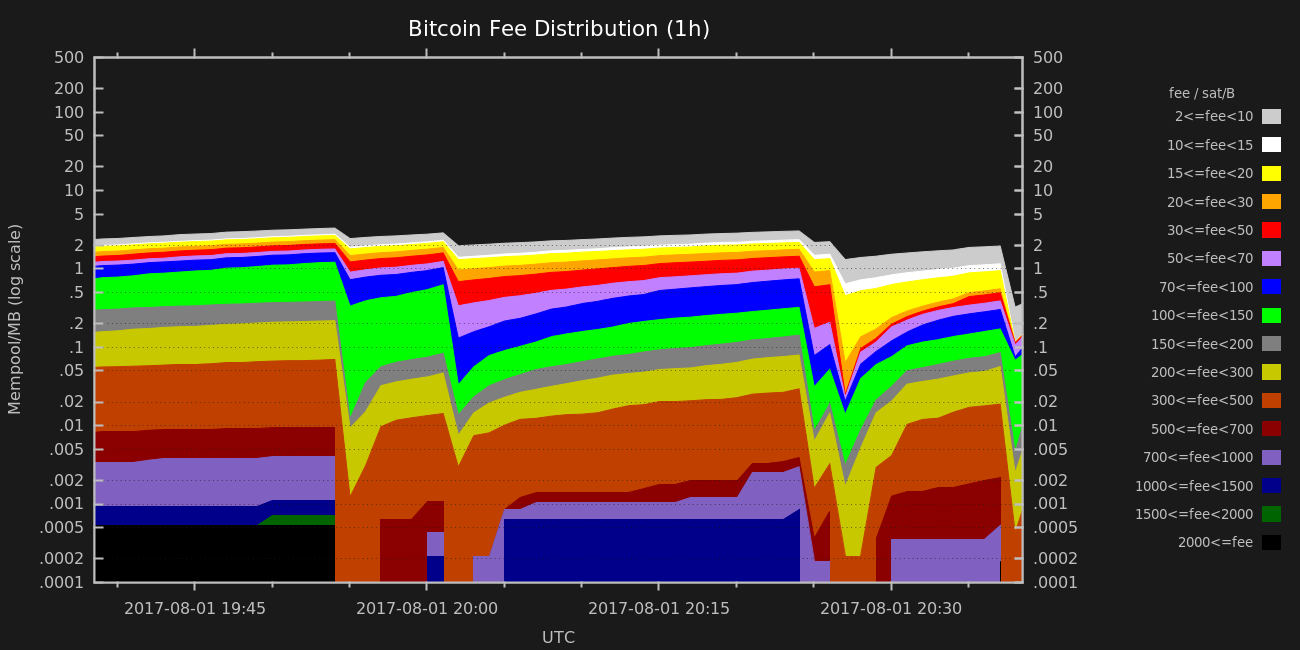 Bitcoin Fee Distribution (1h)
500
200
100
50
20
10
5
2
1
.5
.2
.1
.05
.02
.01
.005
.002
.001
.0005
.0002
.0001
Mempool/MB (log scale)
500
200
100
50
20
10
5
2
1
.5
.2
.1
.05
.02
.01
.005
.002
.001
.0005
.0002
.0001
2017-08-01 19:45
2017-08-01 20:00
2017-08-01 20:15
2017-08-01 20:30
UTC
fee / sat/B
2<=fee<10
10<=fee<15
15<=fee<20
20<=fee<30
30<=fee<50
50<=fee<70
70<=fee<100
100<=fee<150
150<=fee<200
200<=fee<300
300<=fee<500
500<=fee<700
700<=fee<1000
1000<=fee<1500
1500<=fee<2000
2000<=fee